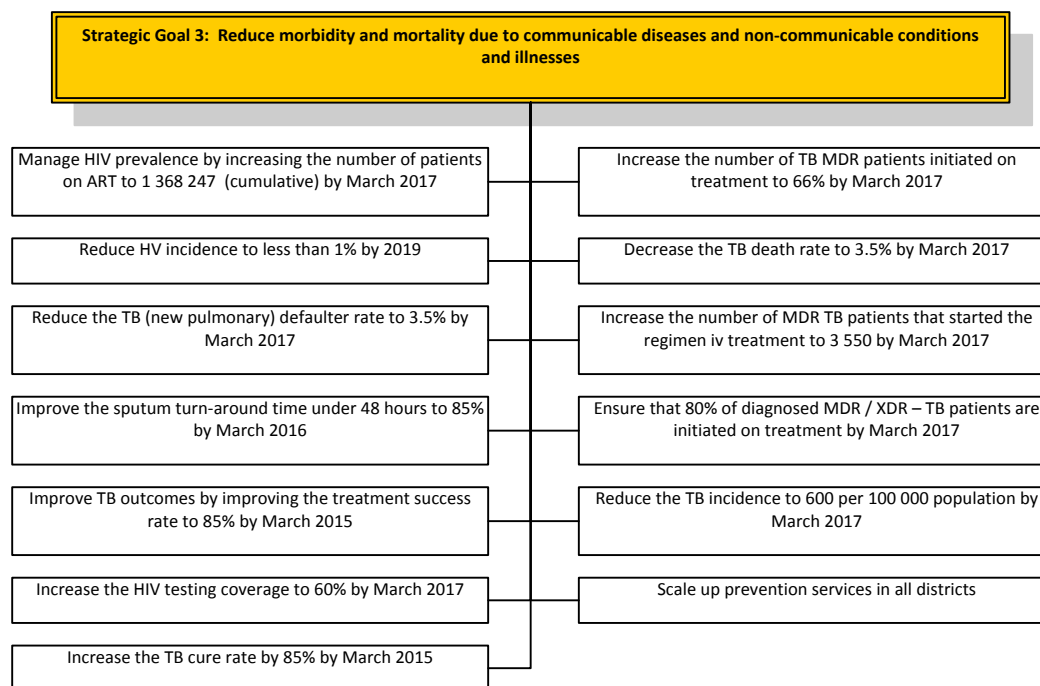 Strategic Goal 3:  Reduce morbidity and mortality due to communicable diseases and non-communicable conditions
and illnesses
Manage HIV prevalence by increasing the number of patients
on ART to 1 368 247  (cumulative) by March 2017
Reduce HV incidence to less than 1% by 2019
Reduce the TB (new pulmonary) defaulter rate to 3.5% by
March 2017
Improve the sputum turn-around time under 48 hours to 85%
by March 2016
Improve TB outcomes by improving the treatment success
rate to 85% by March 2015
Increase the HIV testing coverage to 60% by March 2017
Increase the TB cure rate by 85% by March 2015
Increase the number of TB MDR patients initiated on
treatment to 66% by March 2017
Decrease the TB death rate to 3.5% by March 2017
Increase the number of MDR TB patients that started the
regimen iv treatment to 3 550 by March 2017
Ensure that 80% of diagnosed MDR / XDR – TB patients are
initiated on treatment by March 2017
Reduce the TB incidence to 600 per 100 000 population by
March 2017
Scale up prevention services in all districts